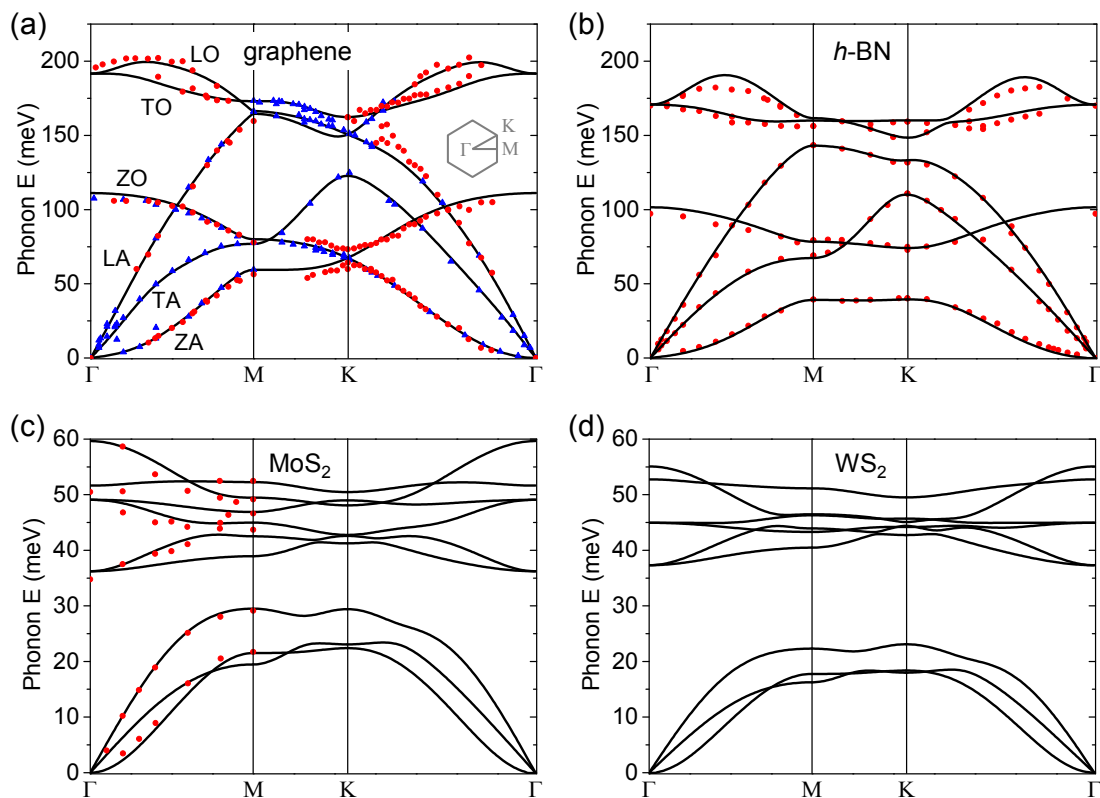 (a)
graphene
LO
TO
ZO
LA
TA
ZA
K
Γ
M
Phonon E (meV)
200
150
100
50
0
Γ
M
K
Γ
(b)
h-BN
Phonon E (meV)
200
150
100
50
0
Γ
M
K
Γ
(c)
MoS₂
Phonon E (meV)
60
50
40
30
20
10
0
Γ
M
K
Γ
(d)
WS₂
Phonon E (meV)
60
50
40
30
20
10
0
Γ
M
K
Γ